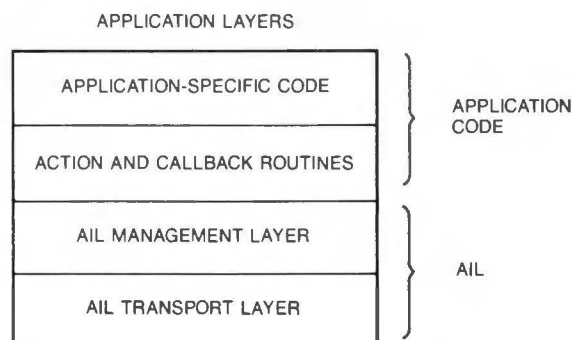 APPLICATION LAYERS
APPLICATION-SPECIFIC CODE
ACTION AND CALLBACK ROUTINES
APPLICATION
CODE
AIL MANAGEMENT LAYER
AIL TRANSPORT LAYER
AIL